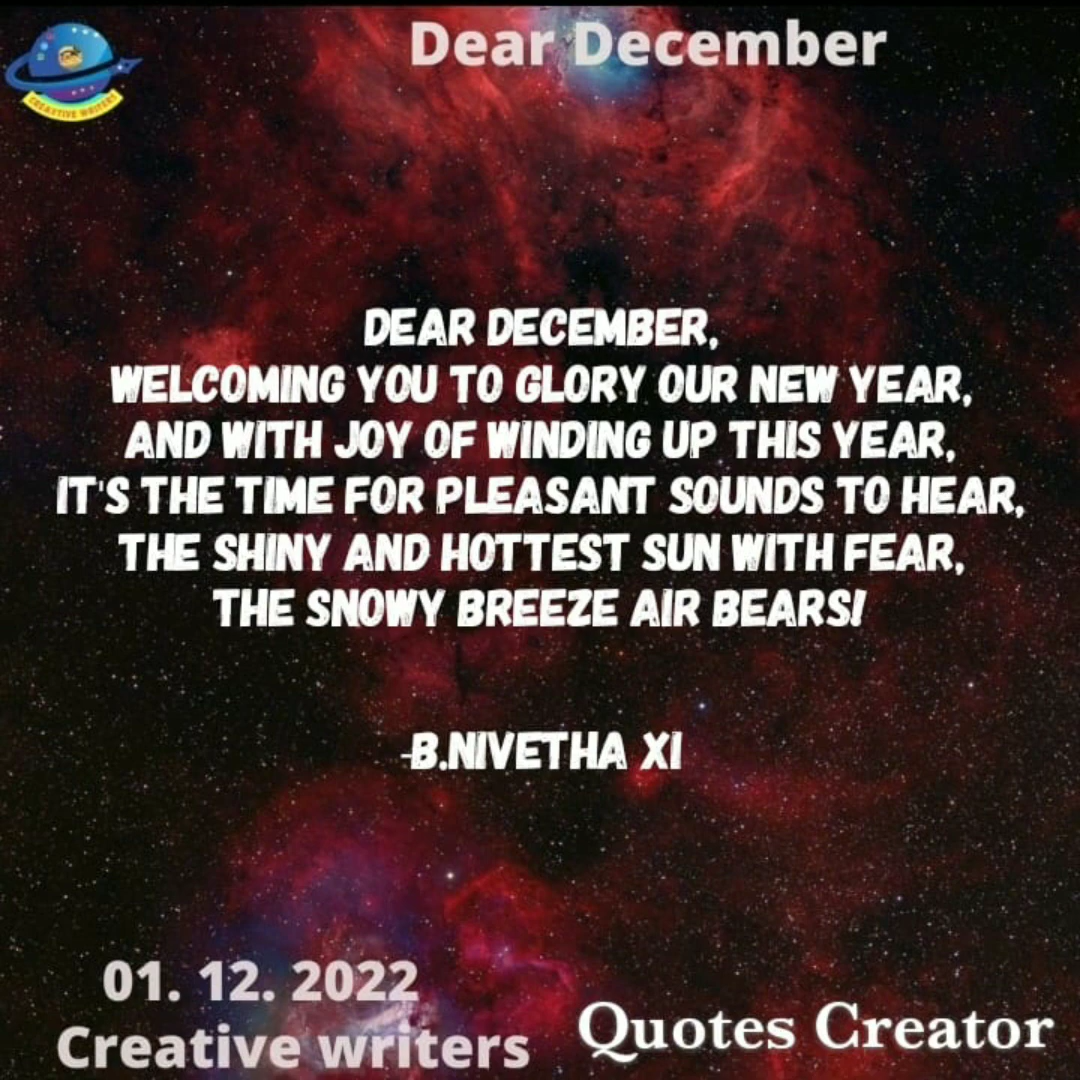 Dear December
CREAVTIVE WRITERS
DEAR DECEMBER,
WELCOMING YOU TO GLORY OUR NEW YEAR,
AND WITH JOY OF WINDING UP THIS YEAR,
IT'S THE TIME FOR PLEASANT SOUNDS TO HEAR,
THE SHINY AND HOTTEST SUN WITH FEAR,
THE SNOWY BREEZE AIR BEARS!
-B.NIVETHA XI
01. 12. 2022
Creative writers
Quotes Creator